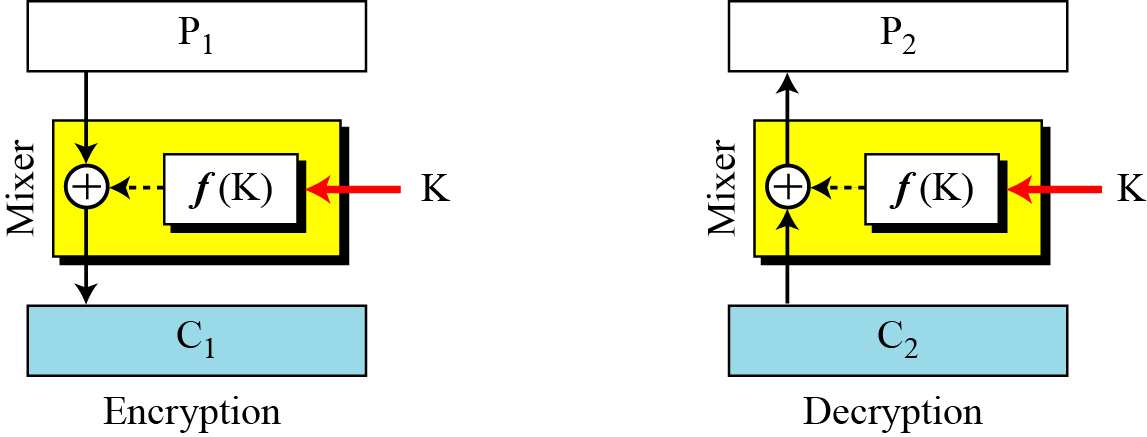 P₁
Mixer
+
f(K)
K
C₁
Encryption
P₂
Mixer
+
f(K)
K
C₂
Decryption